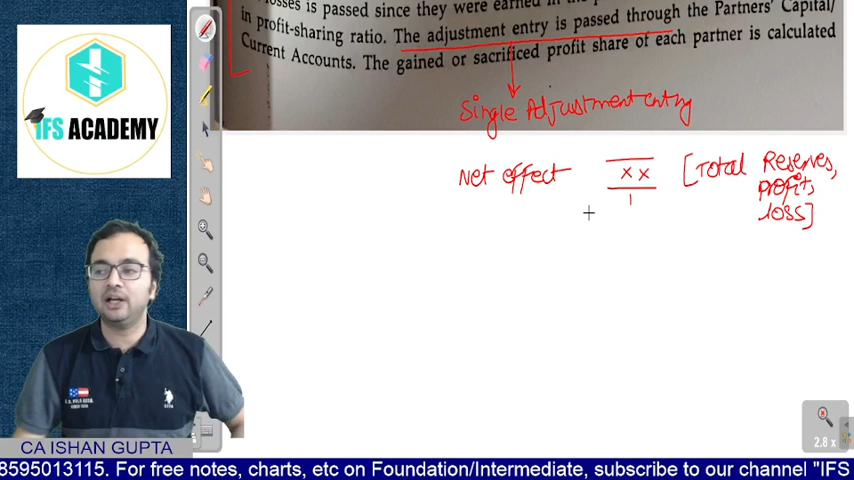 losses is passed since they were earned in the
in profit-sharing ratio. The adjustment entry is passed through the Partners' Capital/
Current Accounts. The gained or sacrificed profit share of each partner is calculated
Single Adjustment entry
Net effect x x [Total Reserves,
profits
loss]
IFS ACADEMY
2.8 x
CA ISHAN GUPTA
8595013115. For free notes, charts, etc on Foundation/Intermediate, subscribe to our channel "IFS